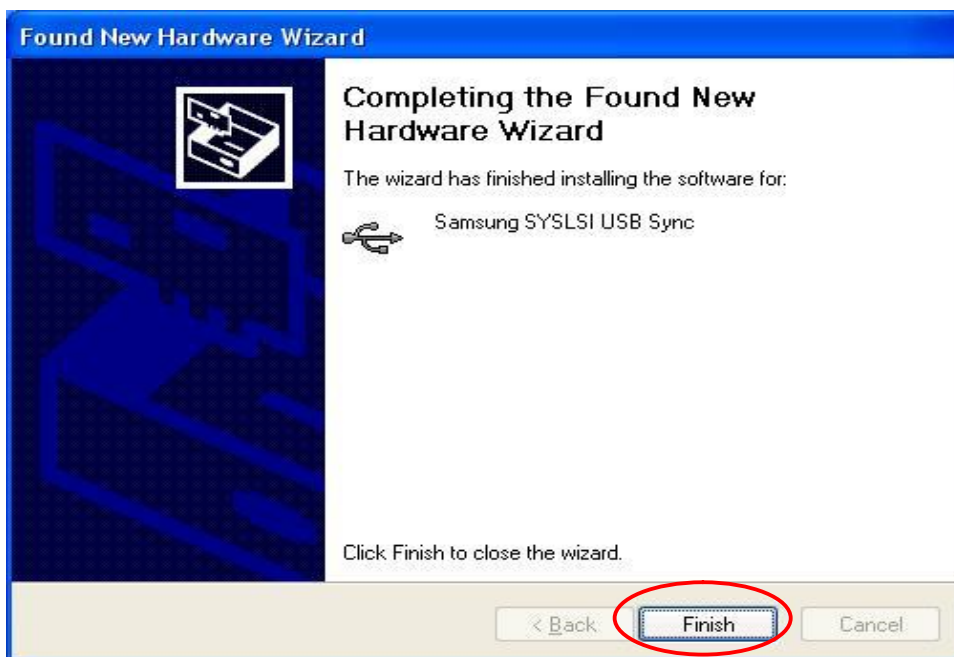 Found New Hardware Wizard
Completing the Found New
Hardware Wizard
The wizard has finished installing the software for:
Samsung SYSLSI USB Sync
Click Finish to close the wizard.
< Back
Finish
Cancel